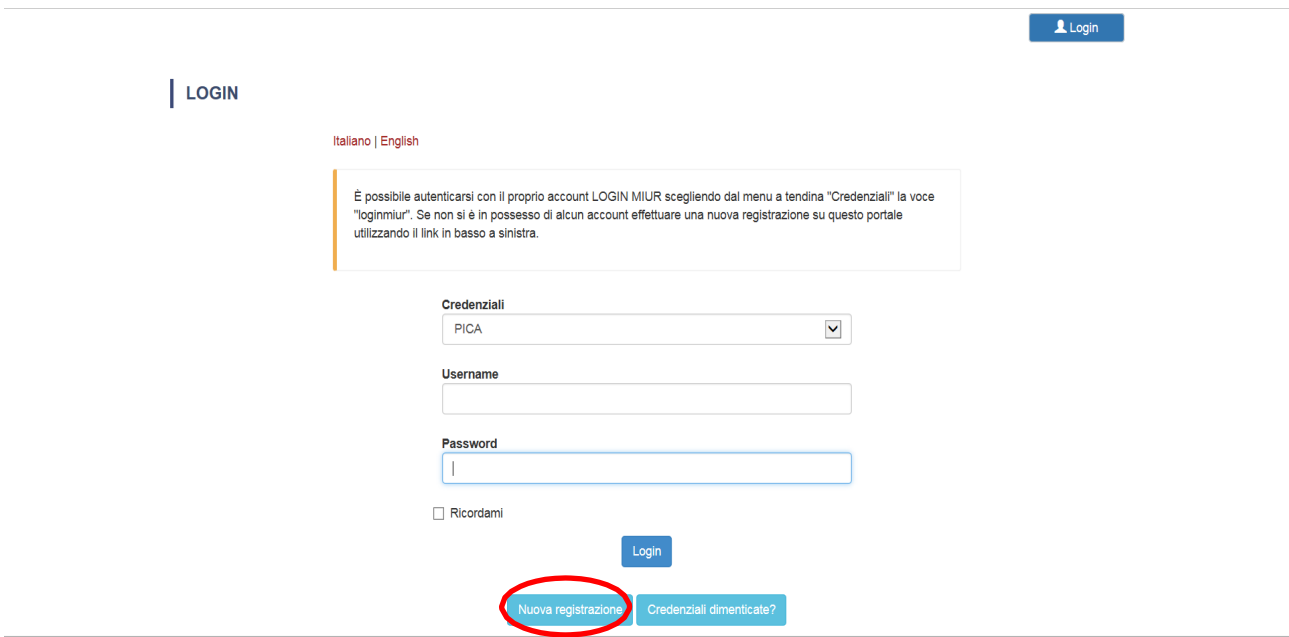 Login
LOGIN
Italiano | English
È possibile autenticarsi con il proprio account LOGIN MIUR scegliendo dal menu a tendina "Credenziali" la voce
"loginmiur". Se non si è in possesso di alcun account effettuare una nuova registrazione su questo portale
utilizzando il link in basso a sinistra.
Credenziali
PICA
Username
Password
Ricordami
Login
Nuova registrazione
Credenziali dimenticate?